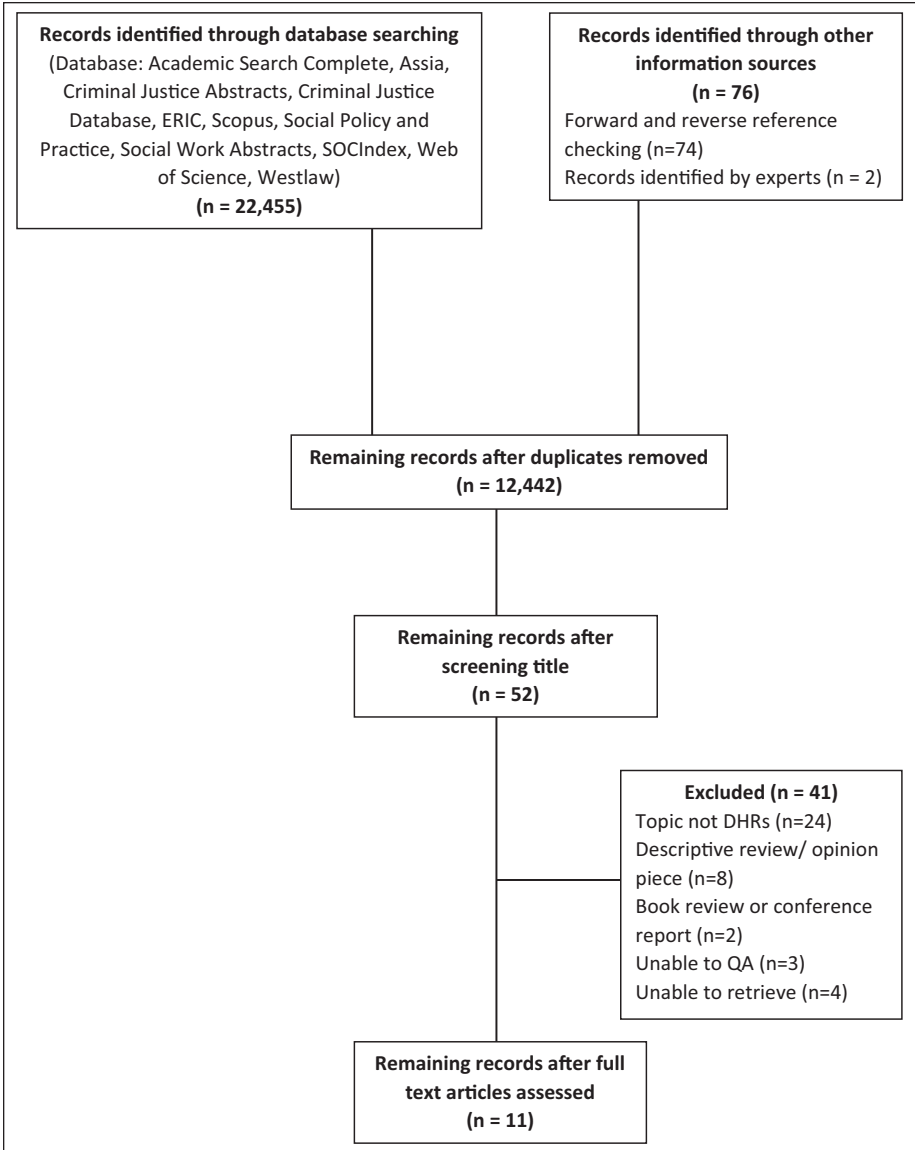 Records identified through database searching
(Database: Academic Search Complete, Assia,
Criminal Justice Abstracts, Criminal Justice
Database, ERIC, Scopus, Social Policy and
Practice, Social Work Abstracts, SOCIndex, Web
of Science, Westlaw)
(n = 22,455)
Records identified through other
information sources
(n = 76)
Forward and reverse reference
checking (n=74)
Records identified by experts (n = 2)
Remaining records after duplicates removed
(n = 12,442)
Remaining records after
screening title
(n = 52)
Excluded (n = 41)
Topic not DHRs (n=24)
Descriptive review/ opinion
piece (n=8)
Book review or conference
report (n=2)
Unable to QA (n=3)
Unable to retrieve (n=4)
Remaining records after full
text articles assessed
(n = 11)